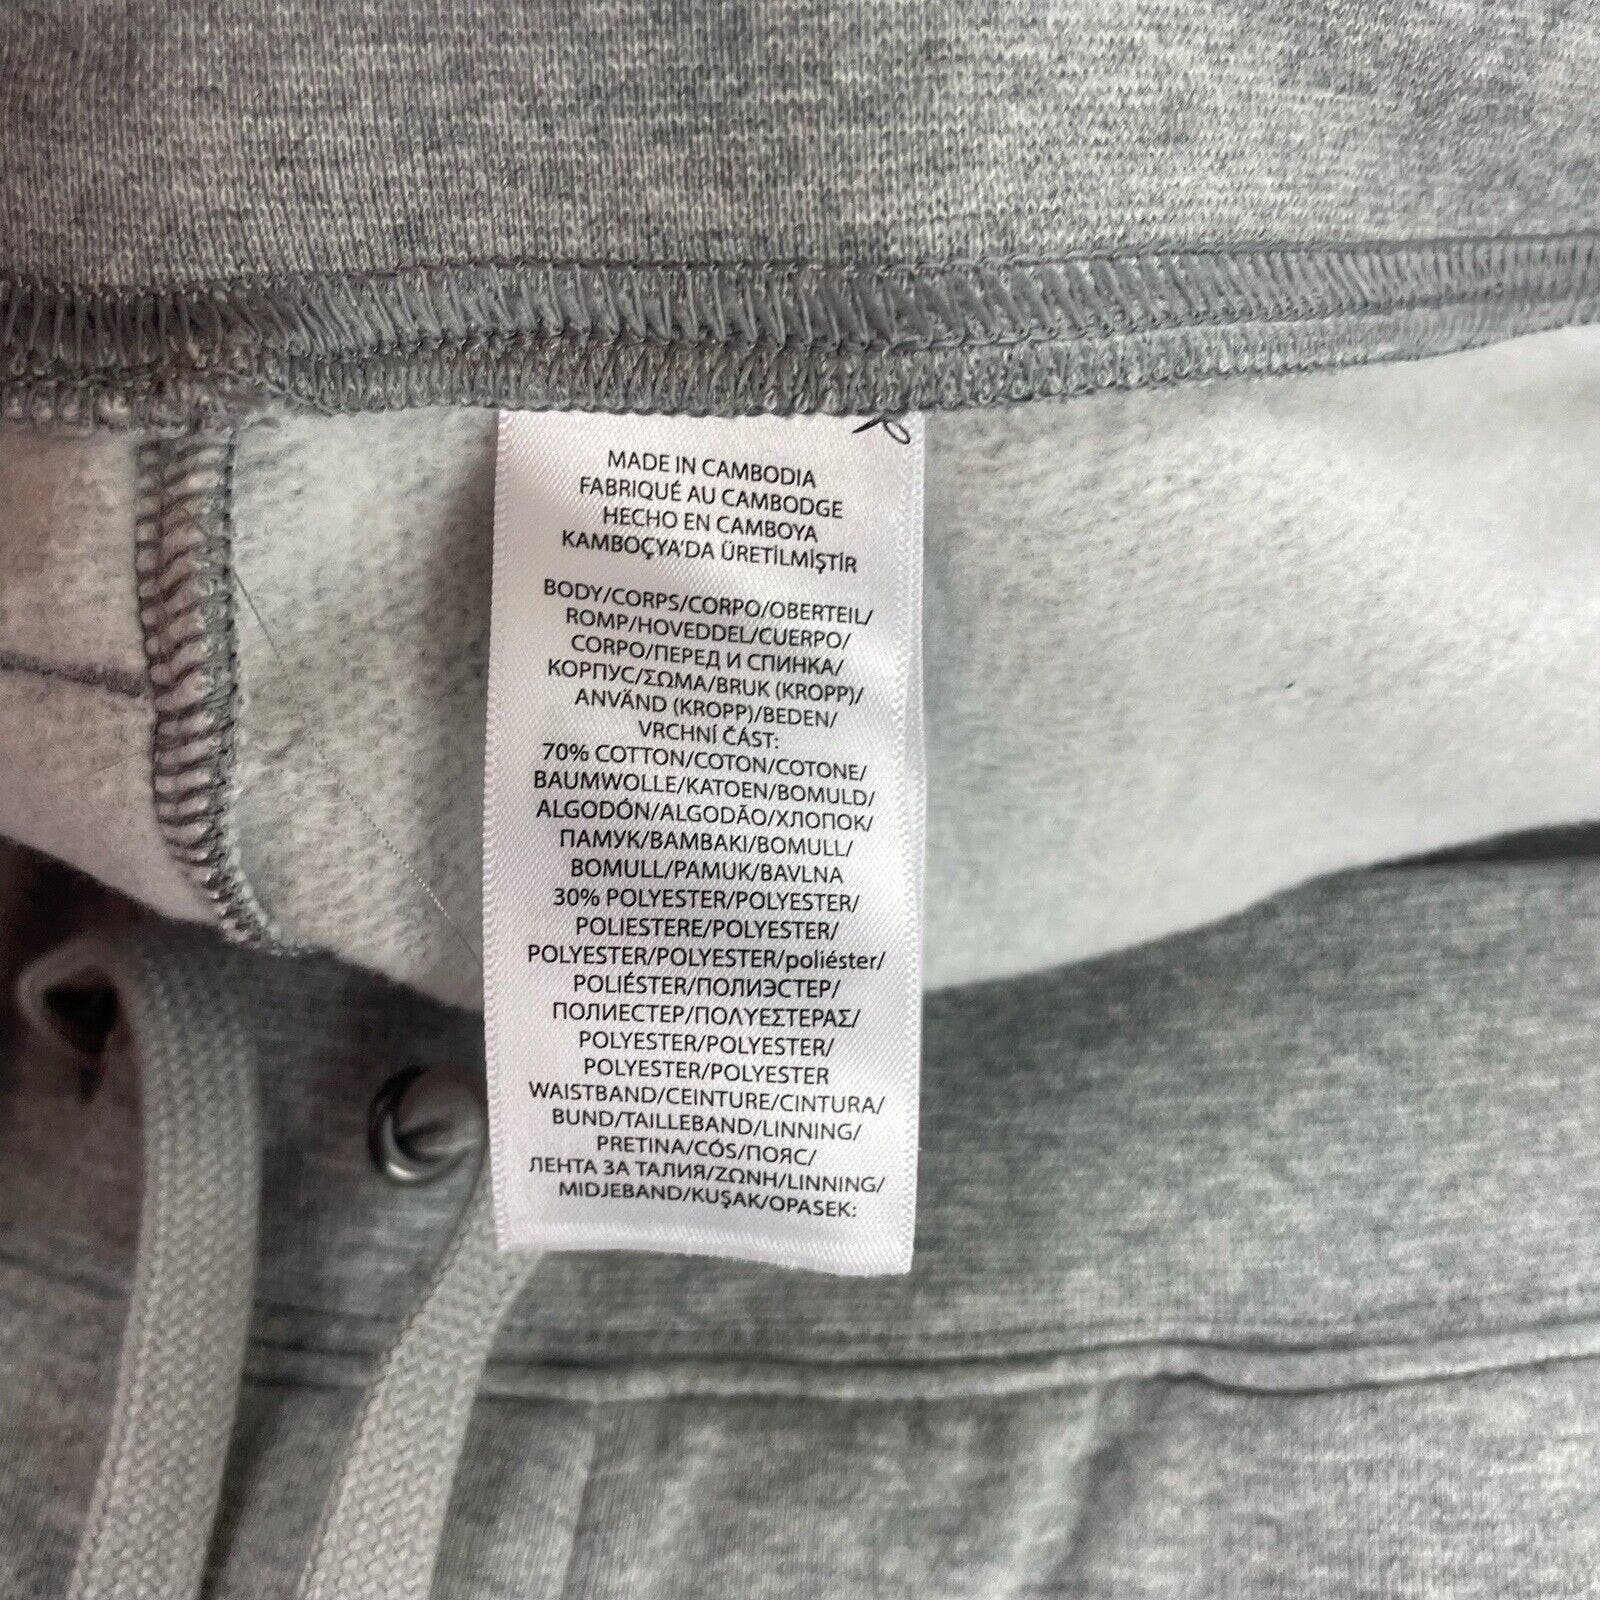 MADE IN CAMBODIA
FABRIQUÉ AU CAMBODGE
HECHO EN CAMBOYA
KAMBOÇYA'DA ÜRETİLMİŞTİR
BODY/CORPS/CORPO/OBERTEIL/
ROMP/HOVEDDEL/CUERPO/
CORPO/ПЕРЕД И СПИНКА/
КОРПУС/ΣΩΜΑ/BRUK (KROPP)/
ANVÄND (KROPP)/BEDEN/
VRCHNÍ ČÁST:
70% COTTON/COTON/COTONE/
BAUMWOLLE/KATOEN/BOMULD/
ALGODÓN/ALGODÃO/ХЛОПОК/
ПАМУК/BAMBAKI/BOMULL/
BOMULL/PAMUK/BAVLNA
30% POLYESTER/POLYESTER/
POLIESTERE/POLYESTER/
POLYESTER/POLYESTER/poliéster/
POLIÉSTER/ПОЛИЭСТЕР/
ПОЛИЕСТЕР/ΠΟΛΥΕΣΤΕΡΑΣ/
POLYESTER/POLYESTER/
POLYESTER/POLYESTER
WAISTBAND/CEINTURE/CINTURA/
BUND/TAILLEBAND/LINNING/
PRETINA/CÓS/ПОЯС/
ЛЕНТА ЗА ТАЛИЯ/ΖΩΝΗ/LINNING/
MIDJEBAND/KUŞAK/OPASEK: